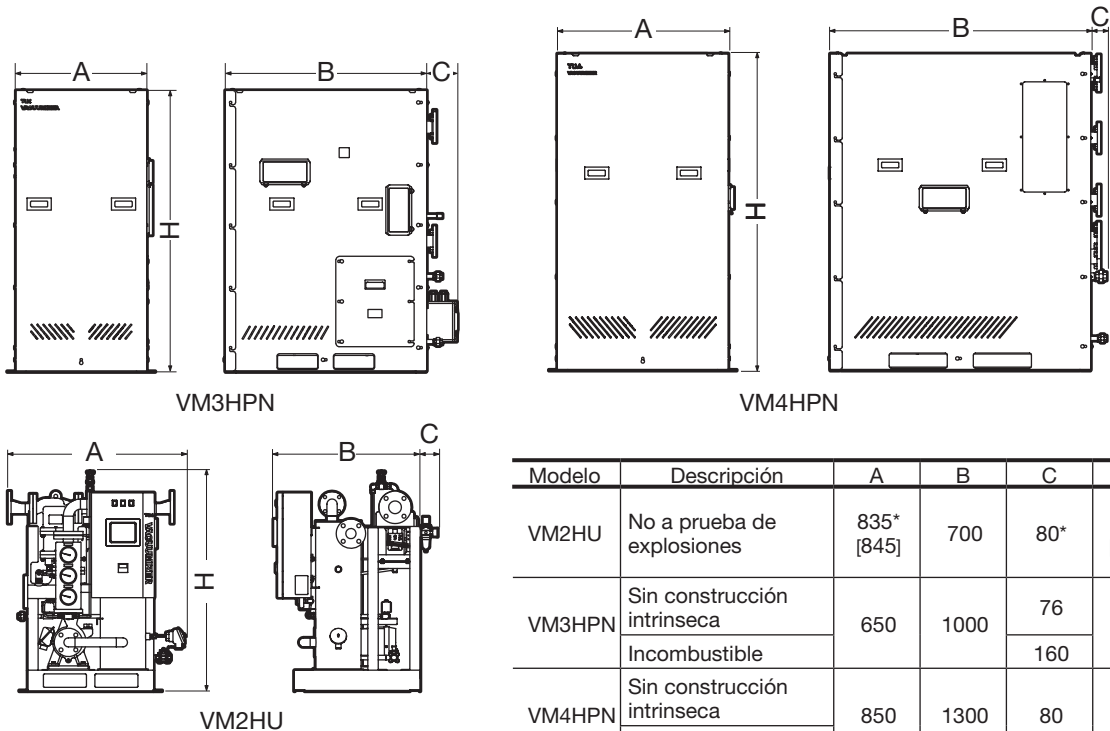 A
B
C
H
VM3HPN
A
B
C
H
VM4HPN
A
B
C
H
VACUUMIZER
VM2HU
Modelo Descripción A B C
VM2HU No a prueba de explosiones 835* [845] 700 80*
VM3HPN Sin construcción intrinseca 650 1000 76
Incombustible 160
VM4HPN Sin construcción intrinseca 850 1300 80